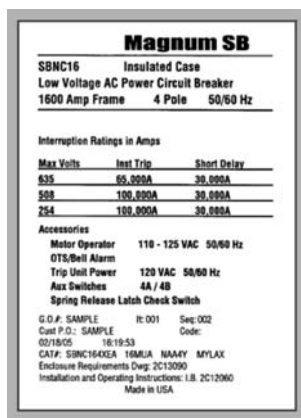 Magnum SB
SBNC16 Insulated Case
Low Voltage AC Power Circuit Breaker
1600 Amp Frame 4 Pole 50/60 Hz
Interruption Ratings in Amps
Max Volts Inst Trip Short Delay
635 65,000A 30,000A
508 100,000A 30,000A
254 100,000A 30,000A
Accessories
Motor Operator 110 - 125 VAC 50/60 Hz
OTS/Bell Alarm
Trip Unit Power 120 VAC 50/60 Hz
Aux Switches 4A / 4B
Spring Release Latch Check Switch
G.O.#: SAMPLE It: 001 Seq: 002
Cust P.O.: SAMPLE Code:
02/18/05 16:19:53
CAT#: SBNC164XEA 16MUA NAA4Y MYLAX
Enclosure Requirements Dwg: 2C13090
Installation and Operating Instructions: I.B. 2C12060
Made in USA